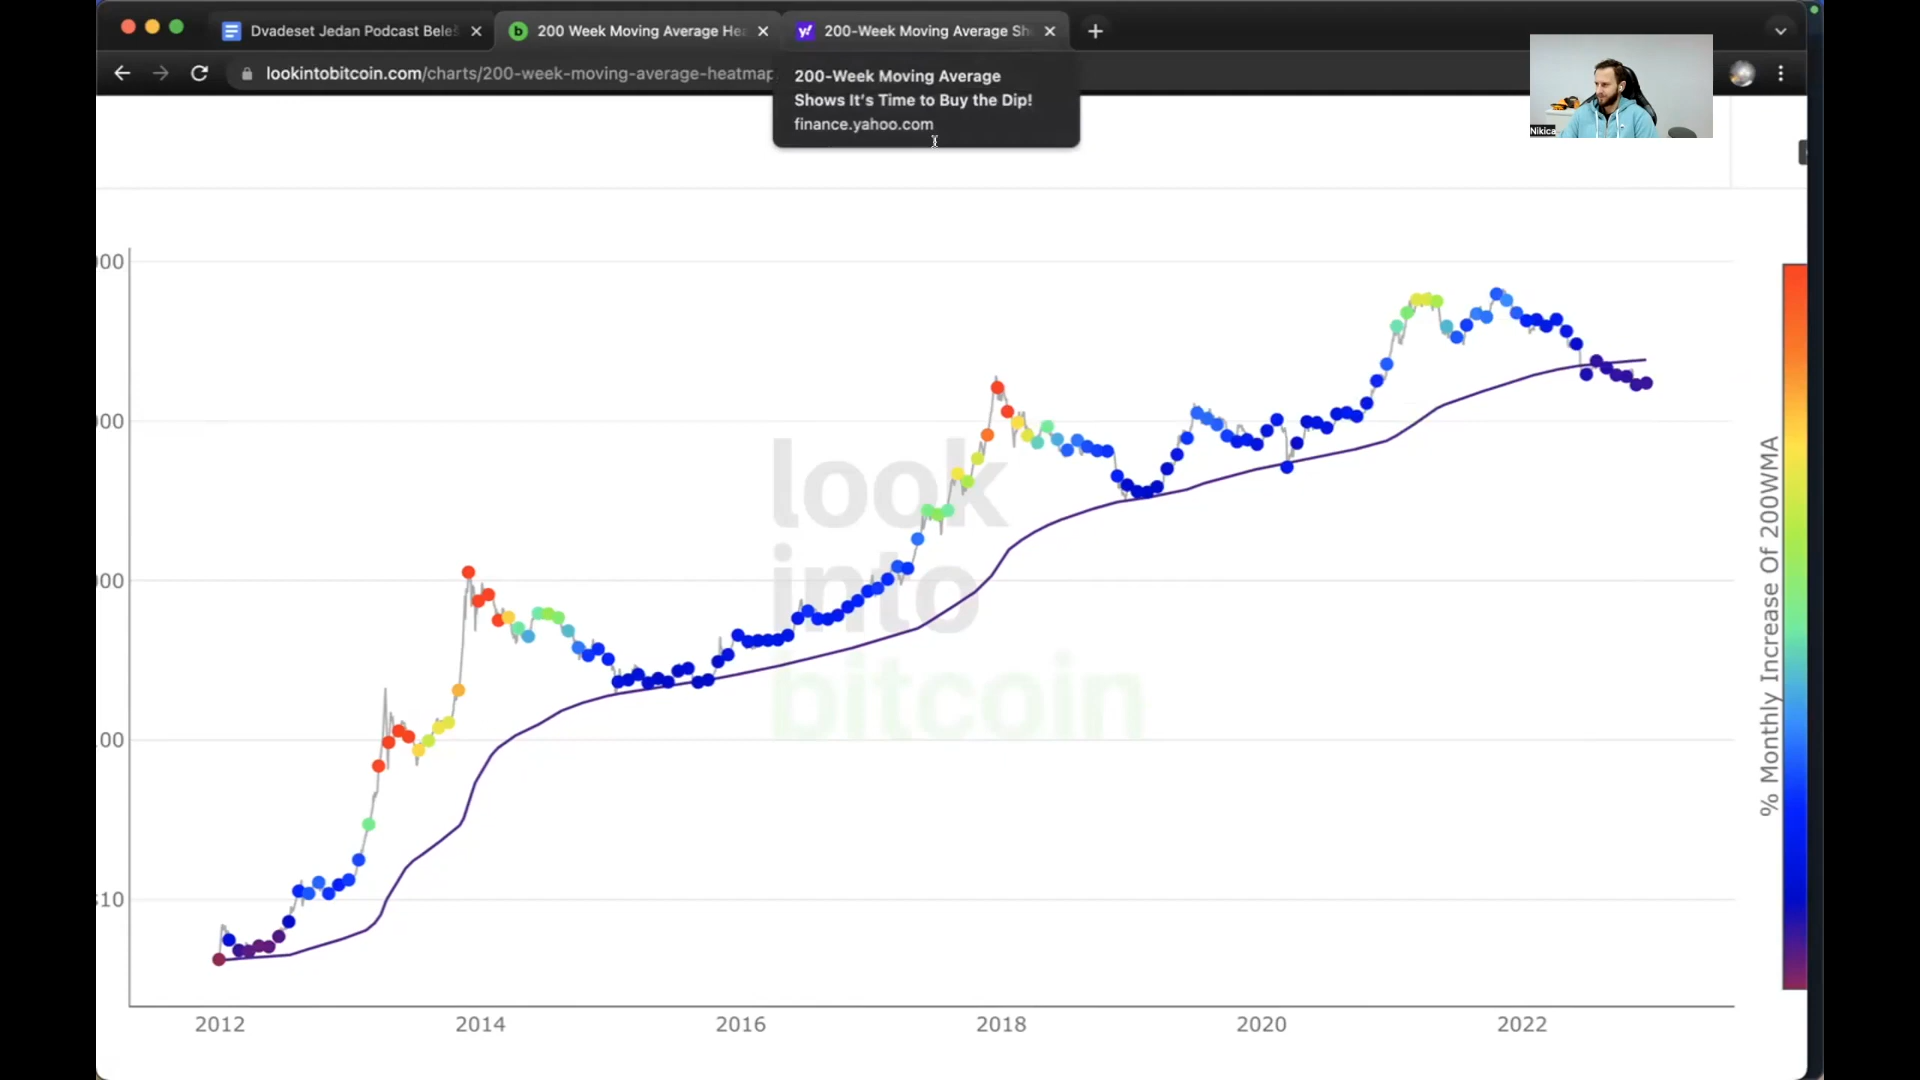 Dvadeset Jedan Podcast Bele
200 Week Moving Average He
200-Week Moving Average Sh
lookintobitcoin.com/charts/200-week-moving-average-heatmap
200-Week Moving Average
Shows It's Time to Buy the Dip!
finance.yahoo.com
Nikica
look
into
bitcoin
% Monthly Increase Of 200WMA
00
00
00
00
10
2012
2014
2016
2018
2020
2022